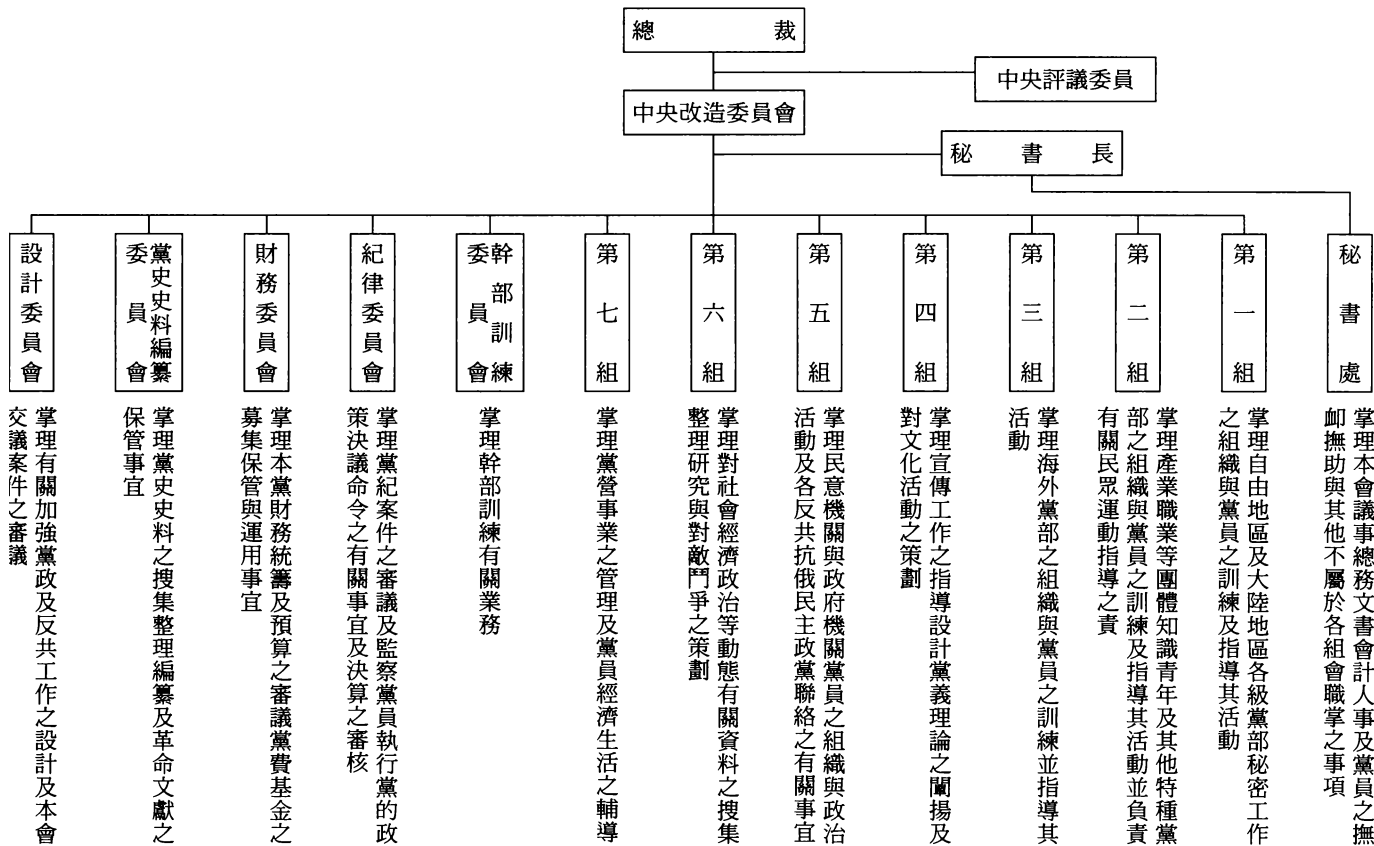 總裁
中央評議委員
中央改造委員會
秘書長
秘書處
掌理本會議事總務文書會計人事及黨員之撫
卹撫助與其他不屬於各組會職掌之事項
第一組
掌理自由地區及大陸地區各級黨部秘密工作
之組織與黨員之訓練及指導其活動
第二組
掌理產業職業等團體知識青年及其他特種黨
部之組織與黨員之訓練及指導其活動並負責
有關民眾運動指導之責
第三組
掌理海外黨部之組織與黨員之訓練並指導其
活動
第四組
掌理宣傳工作之指導設計黨義理論之闡揚及
對文化活動之策劃
第五組
掌理民意機關與政府機關黨員之組織與政治
活動及各反共抗俄民主政黨聯絡之有關事宜
第六組
掌理對社會經濟政治等動態有關資料之搜集
整理研究與對敵鬥爭之策劃
第七組
掌理黨營事業之管理及黨員經濟生活之輔導
幹部訓練
委員會
掌理幹部訓練有關業務
紀律委員會
掌理黨紀案件之審議及監察黨員執行黨的政
策決議命令之有關事宜及決算之審核
財務委員會
掌理本黨財務統籌及預算之審議黨費基金之
募集保管與運用事宜
黨史史料編纂
委員會
掌理黨史史料之搜集整理編纂及革命文獻之
保管事宜
設計委員會
掌理有關加強黨政及反共工作之設計及本會
交議案件之審議